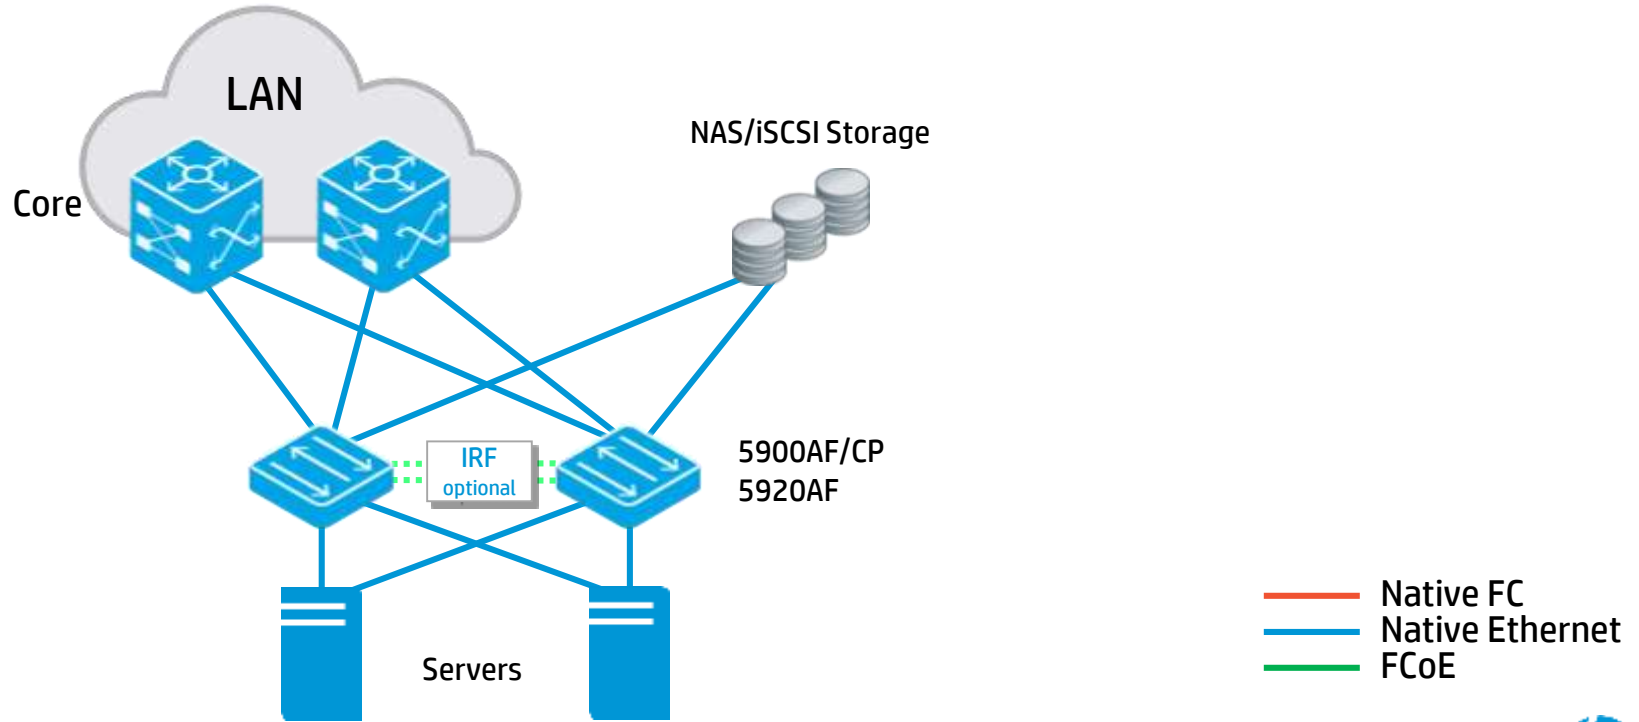 LAN
NAS/iSCSI Storage
Core
IRF
optional
5900AF/CP
5920AF
Servers
Native FC
Native Ethernet
FCoE